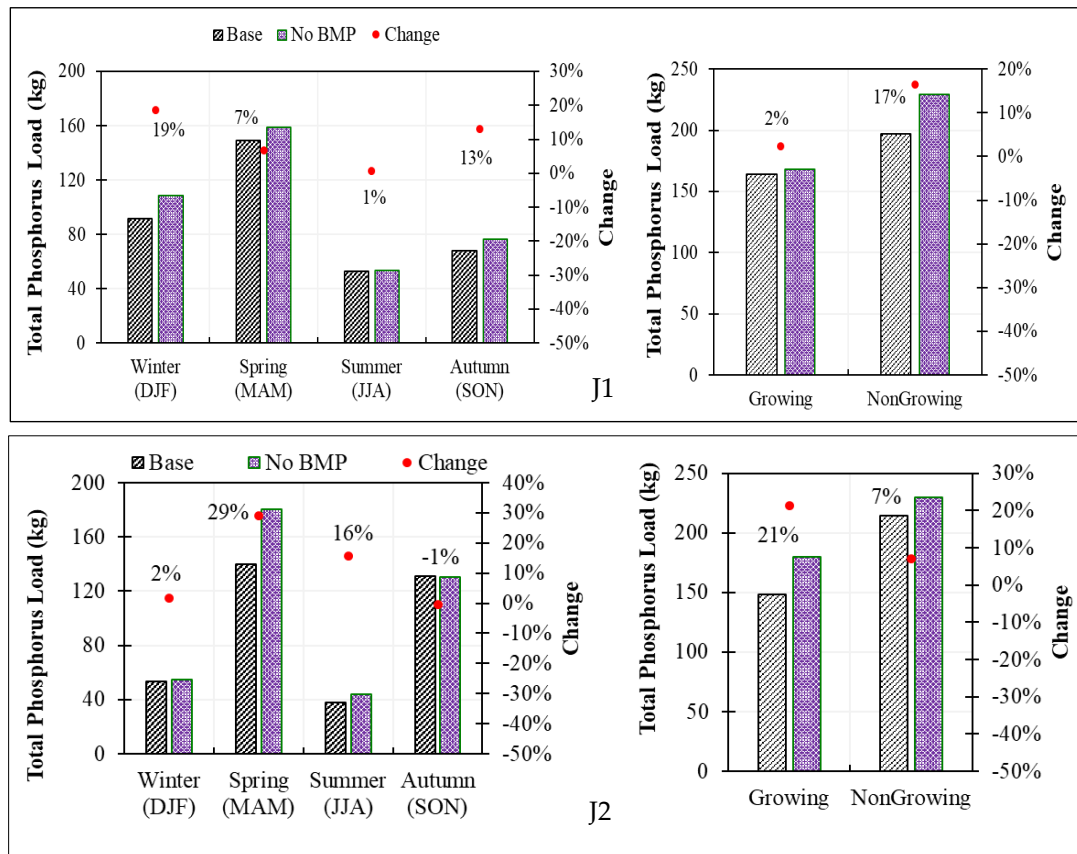 Base No BMP Change
Total Phosphorus Load (kg)
200
160
120
80
40
0
19%
7%
1%
13%
30%
20%
10%
0%
-10%
-20%
-30%
-40%
-50%
Change
Winter
(DJF)
Spring
(MAM)
Summer
(JJA)
Autumn
(SON)
Total Phosphorus Load (kg)
250
200
150
100
50
0
2%
17%
20%
10%
0%
-10%
-20%
-30%
-40%
-50%
Change
Growing
NonGrowing
J1
Base No BMP Change
Total Phosphorus Load (kg)
200
160
120
80
40
0
2%
29%
16%
-1%
40%
30%
20%
10%
0%
-10%
-20%
-30%
-40%
-50%
Change
Winter
(DJF)
Spring
(MAM)
Summer
(JJA)
Autumn
(SON)
Total Phosphorus Load (kg)
250
200
150
100
50
0
21%
7%
30%
20%
10%
0%
-10%
-20%
-30%
-40%
-50%
Change
Growing
NonGrowing
J2